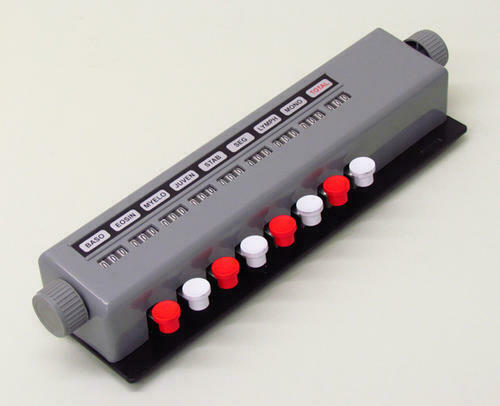 BASO EOSIN MYELO JUVEN STAB SEG LYMPH MONO TOTAL